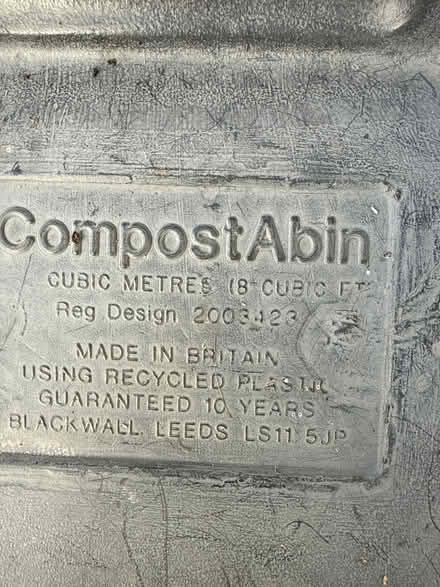 CompostAbin
CUBIC METRES (8 CUBIC FT
Reg Design 2003423
MADE IN BRITAIN
USING RECYCLED PLASTIC
GUARANTEED 10 YEARS
BLACKWALL LEEDS LS11 5JP